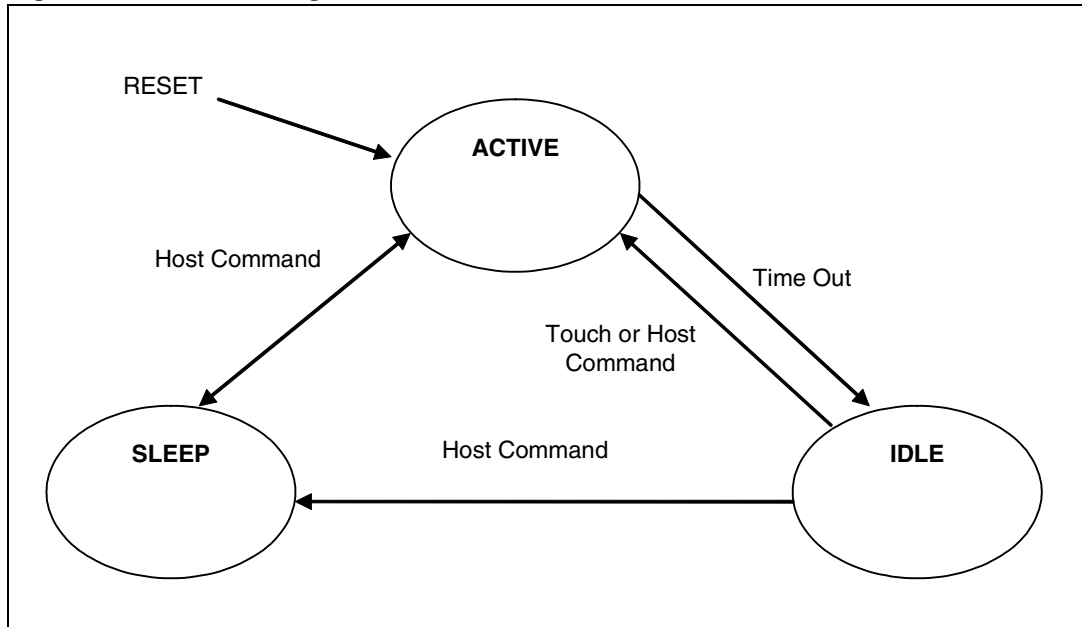 RESET
ACTIVE
Host Command
Time Out
Touch or Host
Command
SLEEP
Host Command
IDLE